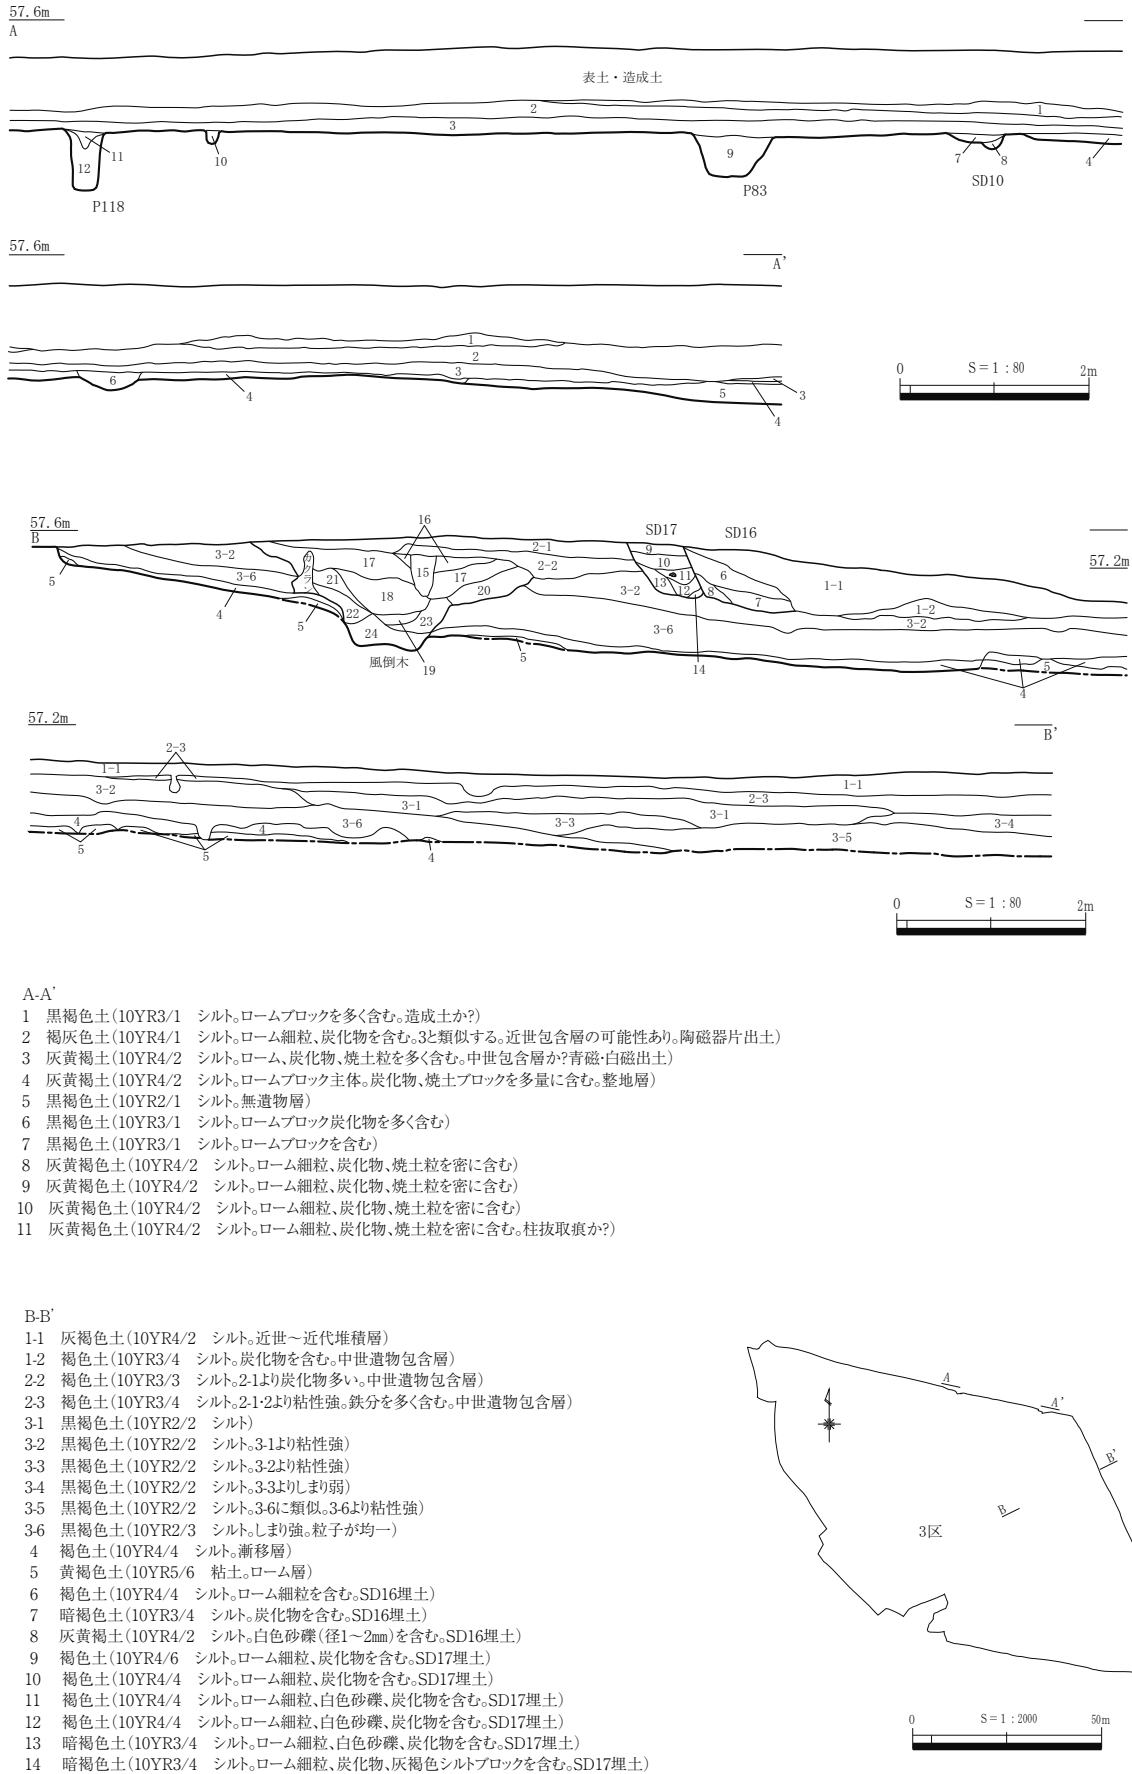 57.6m
A
表土・造成土
2
1
3
11
12
10
9
7
8
4
P118
P83
SD10
57.6m
A'
1
2
3
6
4
5
3
4
0 S=1:80 2m
57.6m
B
16
SD17
SD16
57.2m
3-2
17
2-1
9
10
5
カクラン
15
2-2
6
1-1
3-6
21
17
13
11
18
20
3-2
12
8
7
1-2
4
22
23
3-6
3-2
5
24
風倒木
19
5
14
5
4
57.2m
B'
2-3
1-1
1-1
3-2
2-3
3-1
3-1
4
4
3-6
3-3
3-4
3-5
5
5
4
0 S=1:80 2m
A-A'
1 黒褐色土(10YR3/1 シルト。ロームブロックを多く含む。造成土か?)
2 褐灰色土(10YR4/1 シルト。ローム細粒、炭化物を含む。3と類似する。近世包含層の可能性あり。陶磁器片出土)
3 灰黄褐土(10YR4/2 シルト。ローム、炭化物、焼土粒を多く含む。中世包含層か?青磁・白磁出土)
4 灰黄褐土(10YR4/2 シルト。ロームブロック主体。炭化物、焼土ブロックを多量に含む。整地層)
5 黒褐色土(10YR2/1 シルト。無遺物層)
6 黒褐色土(10YR3/1 シルト。ロームブロック炭化物を多く含む)
7 黒褐色土(10YR3/1 シルト。ロームブロックを含む)
8 灰黄褐色土(10YR4/2 シルト。ローム細粒、炭化物、焼土粒を密に含む)
9 灰黄褐色土(10YR4/2 シルト。ローム細粒、炭化物、焼土粒を密に含む)
10 灰黄褐色土(10YR4/2 シルト。ローム細粒、炭化物、焼土粒を密に含む)
11 灰黄褐色土(10YR4/2 シルト。ローム細粒、炭化物、焼土粒を密に含む。柱抜取痕か?)
B-B'
1-1 灰褐色土(10YR4/2 シルト。近世～近代堆積層)
1-2 褐色土(10YR3/4 シルト。炭化物を含む。中世遺物包含層)
2-2 褐色土(10YR3/3 シルト。2-1より炭化物多い。中世遺物包含層)
2-3 褐色土(10YR3/4 シルト。2-1・2より粘性強。鉄分を多く含む。中世遺物包含層)
3-1 黒褐色土(10YR2/2 シルト)
3-2 黒褐色土(10YR2/2 シルト。3-1より粘性強)
3-3 黒褐色土(10YR2/2 シルト。3-2より粘性強)
3-4 黒褐色土(10YR2/2 シルト。3-3よりしまり弱)
3-5 黒褐色土(10YR2/2 シルト。3-6に類似。3-6より粘性強)
3-6 黒褐色土(10YR2/3 シルト。しまり強。粒子が均一)
4 褐色土(10YR4/4 シルト。漸移層)
5 黄褐色土(10YR5/6 粘土。ローム層)
6 褐色土(10YR4/4 シルト。ローム細粒を含む。SD16埋土)
7 暗褐色土(10YR3/4 シルト。炭化物を含む。SD16埋土)
8 灰黄褐土(10YR4/2 シルト。白色砂礫(径1～2㎜)を含む。SD16埋土)
9 褐色土(10YR4/6 シルト。ローム細粒、炭化物を含む。SD17埋土)
10 褐色土(10YR4/4 シルト。ローム細粒、炭化物を含む。SD17埋土)
11 褐色土(10YR4/4 シルト。ローム細粒、白色砂礫、炭化物を含む。SD17埋土)
12 褐色土(10YR4/4 シルト。ローム細粒、白色砂礫、炭化物を含む。SD17埋土)
13 暗褐色土(10YR3/4 シルト。ローム細粒、白色砂礫、炭化物を含む。SD17埋土)
14 暗褐色土(10YR3/4 シルト。ローム細粒、炭化物、灰褐色シルトブロックを含む。SD17埋土)
A
A'
B'
B
3区
0 S=1:2000 50m